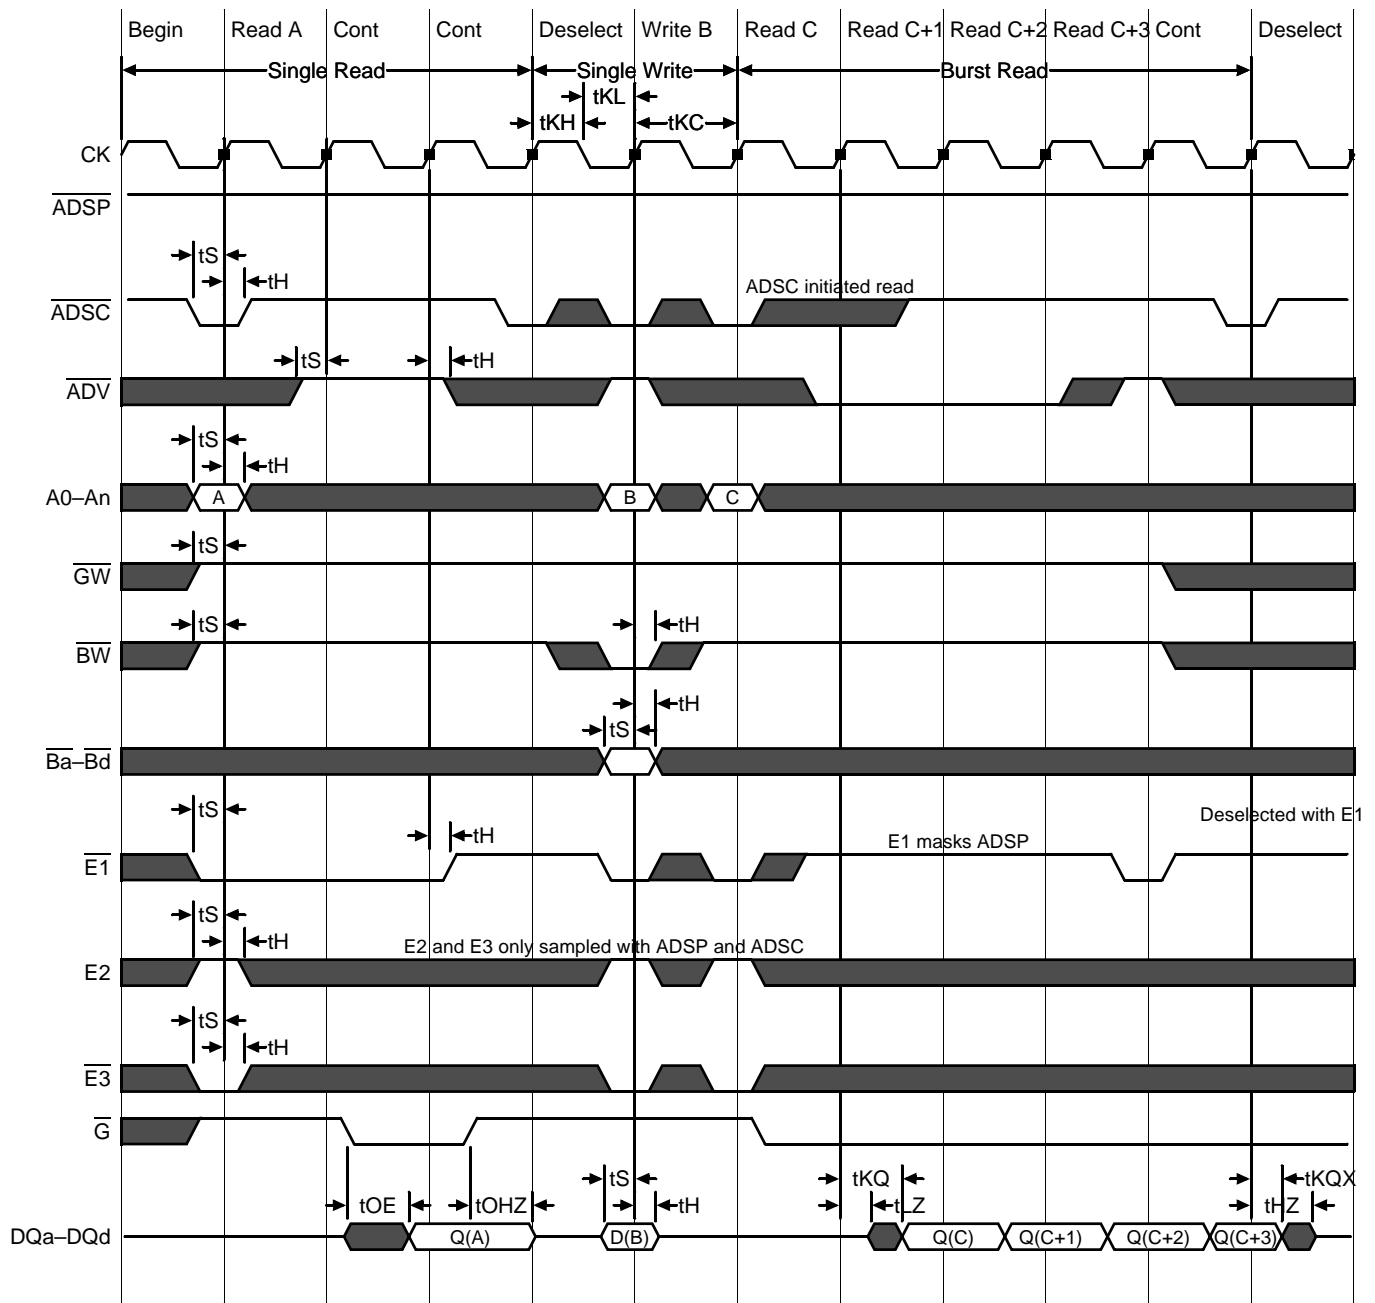 Begin Read A Cont Cont Deselect Write B Read C Read C+1 Read C+2 Read C+3 Cont Deselect
Single Read Single Write Burst Read
tKL
tKH tKC
CK
ADSP
tS
tH
ADSC initiated read
ADSC
tS tH
ADV
tS
tH
A0–An A B C
tS
GW
tS tH
BW
tH
tS
Ba–Bd
tS Deselected with E1
tH E1 masks ADSP
E1
tS
tH E2 and E3 only sampled with ADSP and ADSC
E2
tS
tH
E3
G
tS tKQ tKQX
tOE tOHZ tH tLZ tHZ
DQa–DQd Q(A) D(B) Q(C) Q(C+1) Q(C+2) Q(C+3)